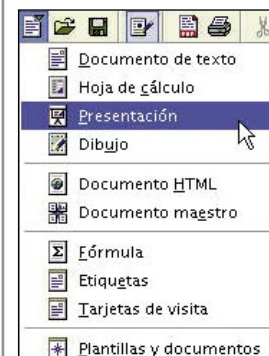 Documento de texto
Hoja de cálculo
Presentación
Dibujo
Documento HTML
Documento maestro
Fórmula
Etiquetas
Tarjetas de visita
Plantillas y documentos